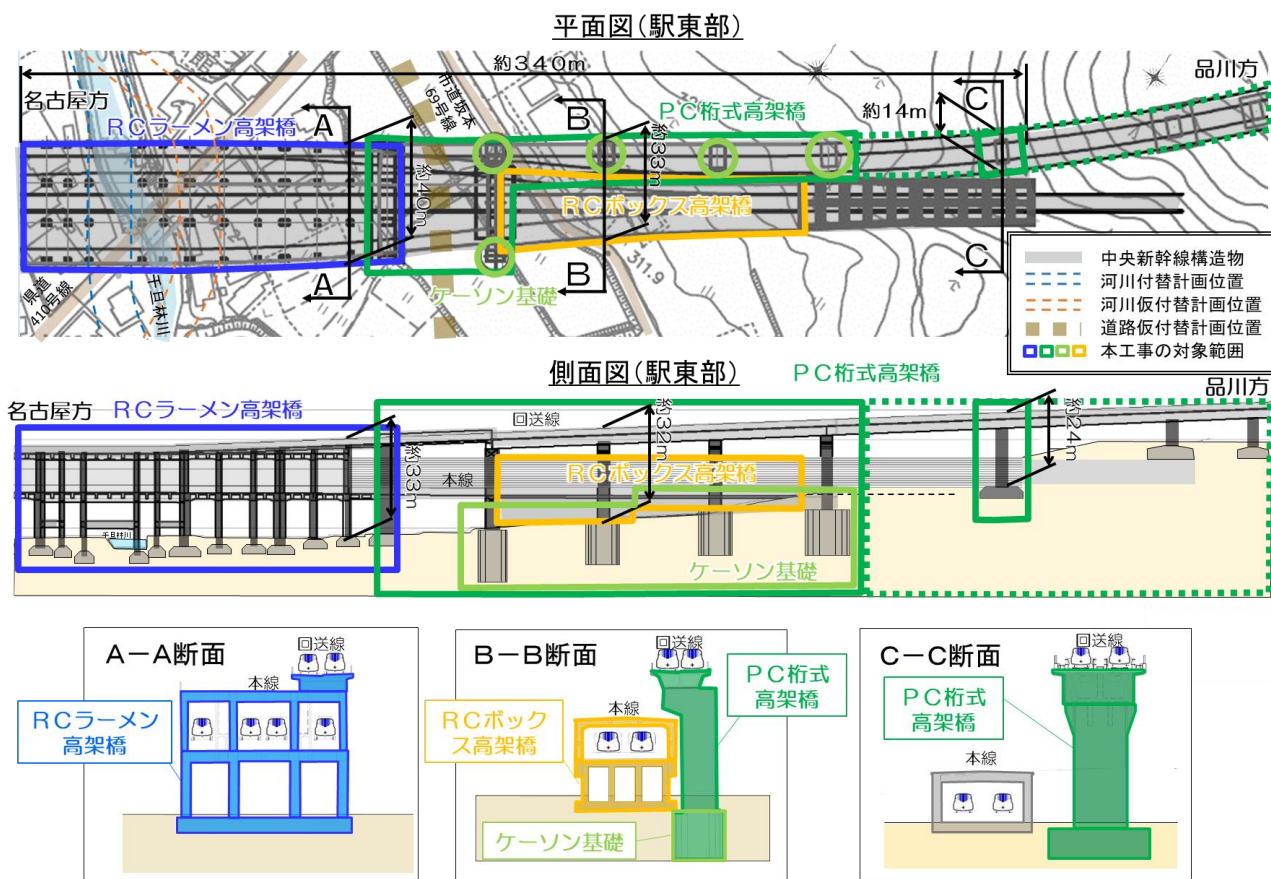 平面図(駅東部)
約340m
名古屋方
品川方
RCラーメン高架橋
A
市道坂本
69号線
B
PC桁式高架橋
約14m
C
約40m
約33m
RCボックス高架橋
A
B
C
311.9
県道
410号線
千旦林川
ケーソン基礎
中央新幹線構造物
河川付替計画位置
河川仮付替計画位置
道路仮付替計画位置
本工事の対象範囲
側面図(駅東部)
PC桁式高架橋
名古屋方
RCラーメン高架橋
品川方
回送線
約33m
約32m
約24m
本線
RCボックス高架橋
千旦林川
ケーソン基礎
A-A断面
回送線
本線
RCラーメン
高架橋
B-B断面
回送線
PC桁式
高架橋
本線
RCボック
ス高架橋
ケーソン基礎
C-C断面
回送線
PC桁式
高架橋
本線